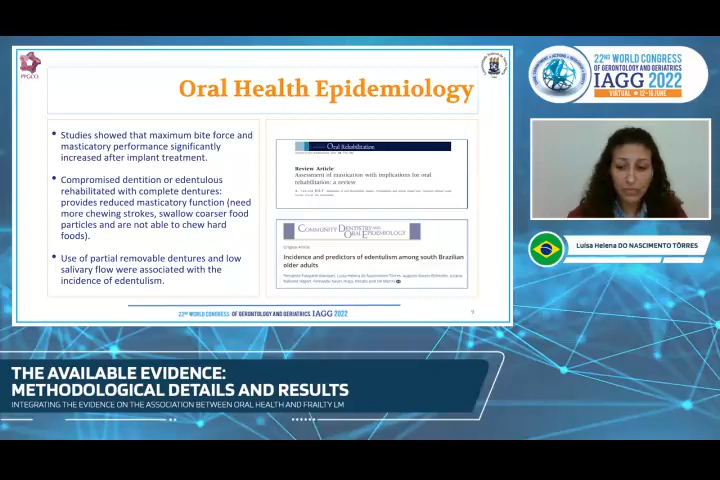 PPGCO
Oral Health Epidemiology
• Studies showed that maximum bite force and
masticatory performance significantly
increased after implant treatment.
• Compromised dentition or edentulous
rehabilitated with complete dentures:
provides reduced masticatory function (need
more chewing strokes, swallow coarser food
particles and are not able to chew hard
foods).
• Use of partial removable dentures and low
salivary flow were associated with the
incidence of edentulism.
Oral Rehabilitation
Review Article
Assessment of mastication with implications for oral
rehabilitation: a review
COMMUNITY DENTISTRY AND
ORAL EPIDEMIOLOGY
Original Article
Incidence and predictors of edentulism among south Brazilian
older adults
22ND WORLD CONGRESS OF GERONTOLOGY AND GERIATRICS IAGG 2022
22ND WORLD CONGRESS
OF GERONTOLOGY AND GERIATRICS
IAGG 2022
VIRTUAL • 12-16 JUNE
Luísa Helena DO NASCIMENTO TÔRRES
THE AVAILABLE EVIDENCE:
METHODOLOGICAL DETAILS AND RESULTS
INTEGRATING THE EVIDENCE ON THE ASSOCIATION BETWEEN ORAL HEALTH AND FRAILTY LM